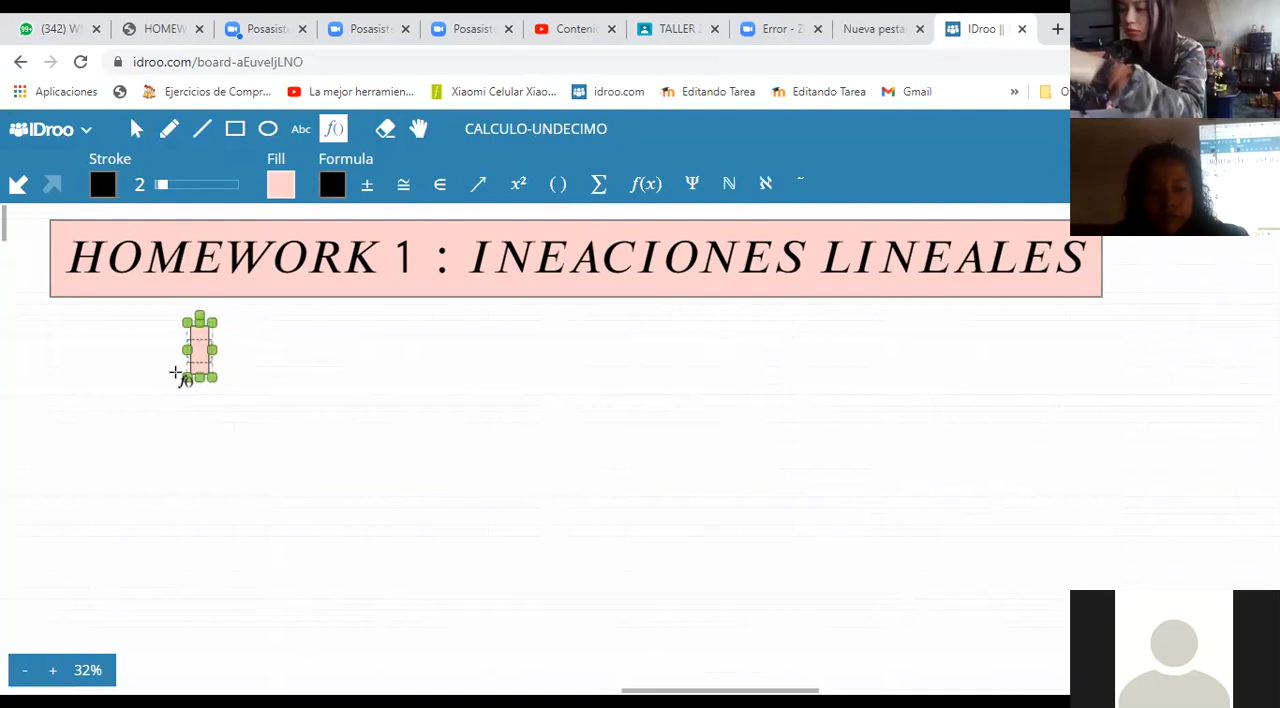 99+ (342) W
HOMEW
Posasist
Posasist
Posasist
Conteni
TALLER 2
Error - Z
Nueva pesta
IDroo ||
idroo.com/board-aEuveIjLNO
Aplicaciones
Ejercicios de Compr...
La mejor herramien...
Xiaomi Celular Xiao...
idroo.com
Editando Tarea
Editando Tarea
Gmail
»
IDroo
Abc
f()
CALCULO-UNDECIMO
Stroke
Fill
Formula
2
± ≅ ∈ x² ( ) ∑ f(x) Ψ ℕ ℵ ~
HOMEWORK 1 : INEACIONES LINEALES
f()
- + 32%